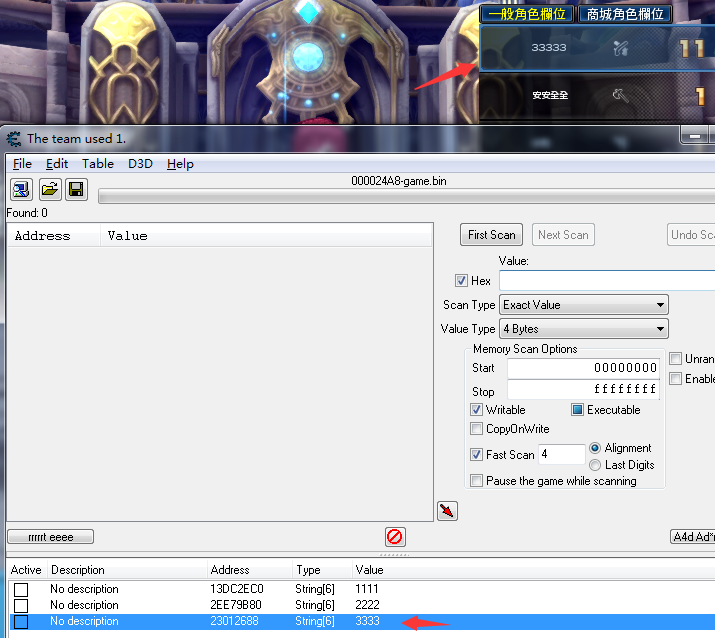 一般角色欄位 商城角色欄位
33333 11
安安全全 1
The team used 1.
File Edit Table D3D Help
000024A8-game.bin
Found: 0
Address Value
First Scan Next Scan Undo Sca
Value:
Hex
Scan Type Exact Value
Value Type 4 Bytes
Memory Scan Options
Start 00000000
Unran
Stop ffffffff
Enable
Writable Executable
CopyOnWrite
Fast Scan 4 Alignment
Last Digits
Pause the game while scanning
rrrrrt eeee A4d Ad*r
Active Description Address Type Value
No description 13DC2EC0 String[6] 1111
No description 2EE79B80 String[6] 2222
No description 23012688 String[6] 3333